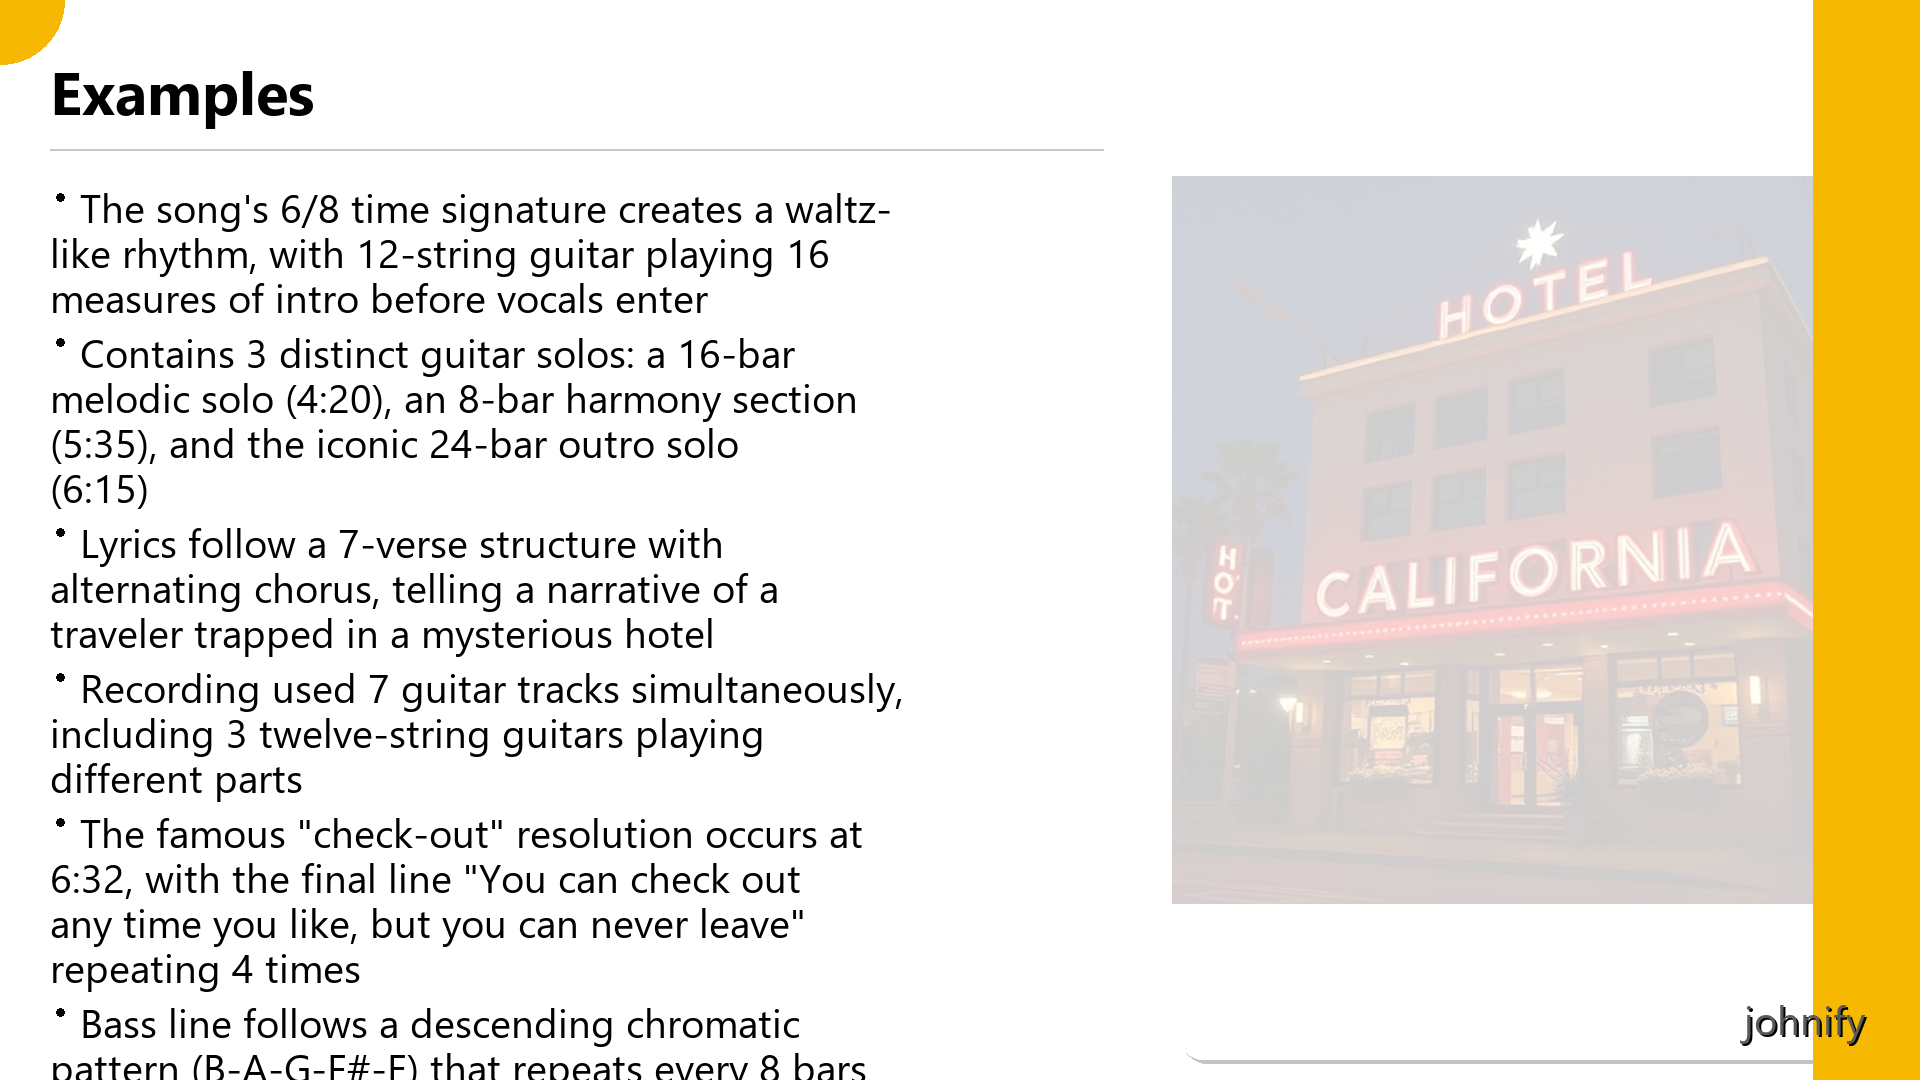 Examples
• The song's 6/8 time signature creates a waltz-
like rhythm, with 12-string guitar playing 16
measures of intro before vocals enter
• Contains 3 distinct guitar solos: a 16-bar
melodic solo (4:20), an 8-bar harmony section
(5:35), and the iconic 24-bar outro solo
(6:15)
• Lyrics follow a 7-verse structure with
alternating chorus, telling a narrative of a
traveler trapped in a mysterious hotel
• Recording used 7 guitar tracks simultaneously,
including 3 twelve-string guitars playing
different parts
• The famous "check-out" resolution occurs at
6:32, with the final line "You can check out
any time you like, but you can never leave"
repeating 4 times
• Bass line follows a descending chromatic
pattern (B-A-G-F#-F) that repeats every 8 bars
HOTEL
CALIFORNIA
HOT
johnify